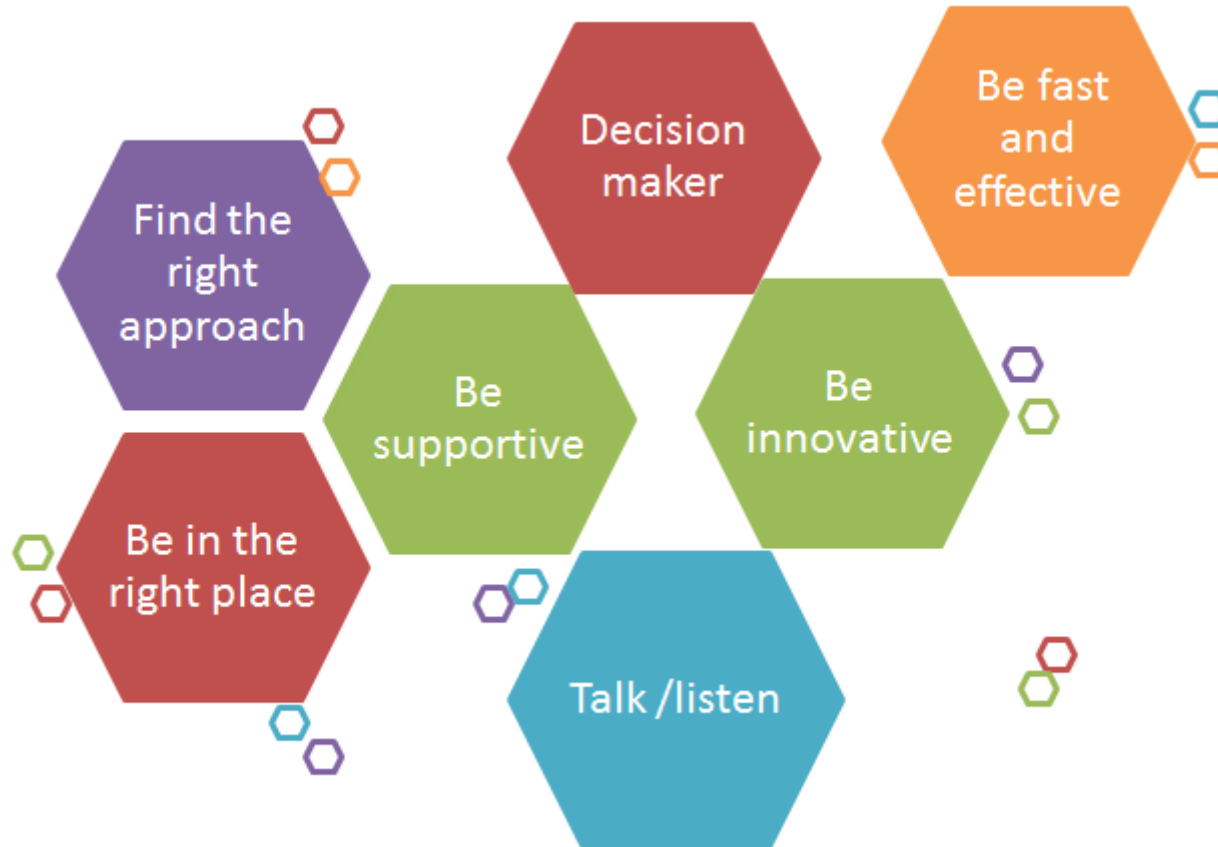 Decision
maker
Be fast
and
effective
Find the
right
approach
Be
supportive
Be
innovative
Be in the
right place
Talk /listen